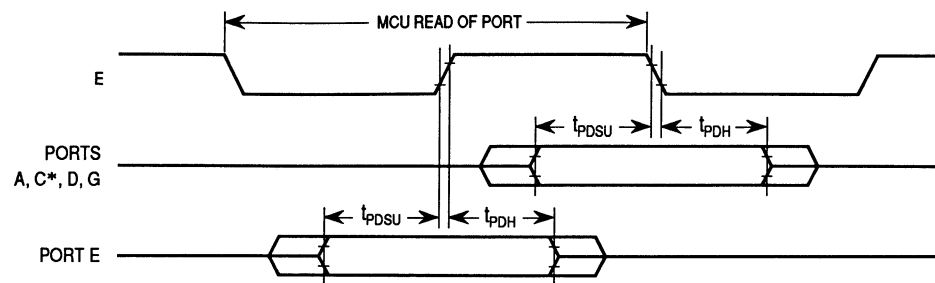 MCU READ OF PORT
E
tPDSU
tPDH
PORTS
A, C*, D, G
tPDSU
tPDH
PORT E